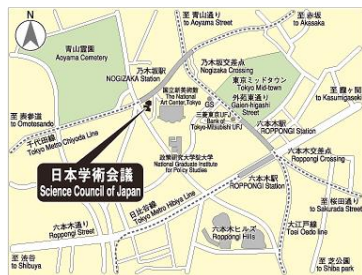 N
至 青山通り
to Aoyama Street
至 赤坂
to Akasaka
青山霊園
Aoyama Cemetery
乃木坂駅
NOGIZAKA Station
乃木坂交差点
Nogizaka Crossing
国立新美術館
The National
Art Center, Tokyo
東京ミッドタウン
Tokyo Mid-town
外苑東通り
Gaien-higashi
Street
至 霞ヶ関
to Kasumigaseki
GS
三菱東京UFJ
Bank of
Tokyo-Mitsubishi UFJ
至 表参道
to Omotesando
千代田線
Tokyo Metro Chiyoda Line
六本木駅
ROPPONGI Station
日本学術会議
Science Council of Japan
政策研究大学院大学
National Graduate Institute
for Policy Studies
六本木交差点
Roppongi Crossing
六本木駅
ROPPONGI Station
至 桜田通り
to Sakurada Street
日比谷線
Tokyo Metro Hibiya Line
六本木通り
Roppongi Street
六本木ヒルズ
Roppongi Hills
大江戸線
Toei Oedo line
至 渋谷
to Shibuya
至 芝公園
to Shiba park